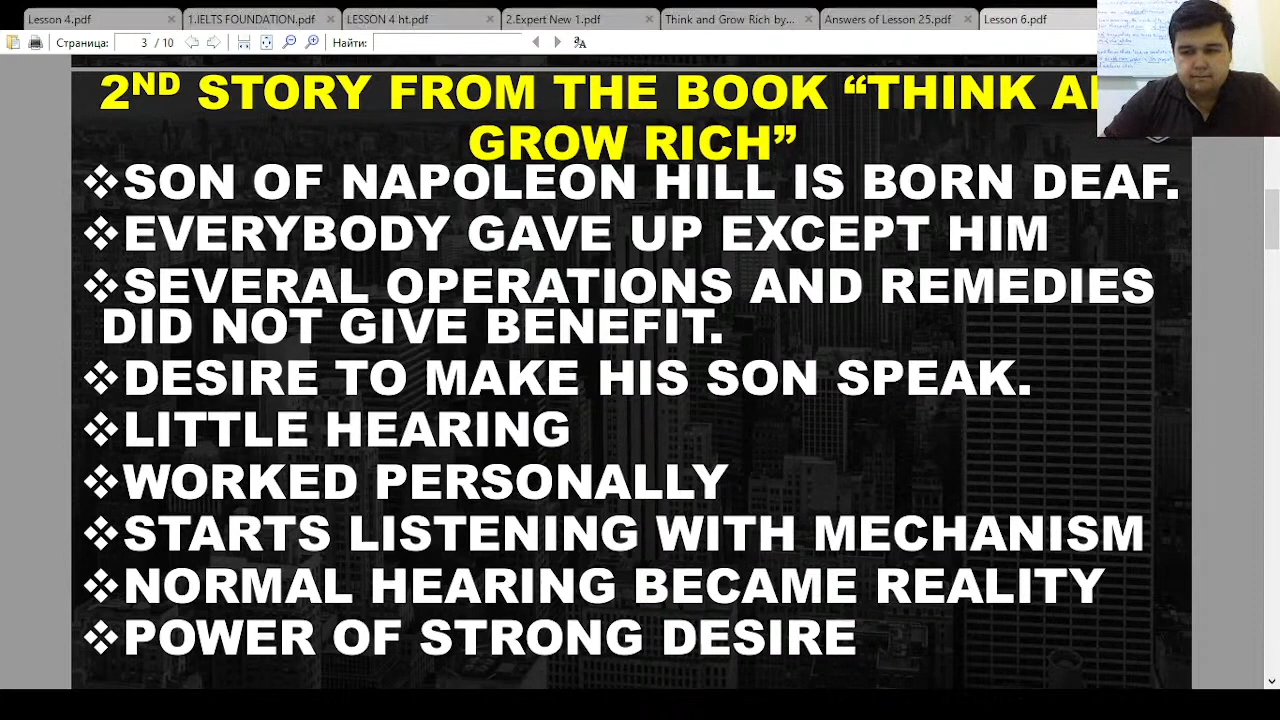 Lesson 4.pdf
1.IELTS FOUNDATION.pdf
LESSON 4 ht.pdf
2.Expert New 1.pdf
Think and Grow Rich by...
Answers of Lesson 25.pdf
Lesson 6.pdf
Страница: 3 / 10
Найти:
2ND STORY FROM THE BOOK “THINK A
GROW RICH”
❖SON OF NAPOLEON HILL IS BORN DEAF.
❖EVERYBODY GAVE UP EXCEPT HIM
❖SEVERAL OPERATIONS AND REMEDIES
DID NOT GIVE BENEFIT.
❖DESIRE TO MAKE HIS SON SPEAK.
❖LITTLE HEARING
❖WORKED PERSONALLY
❖STARTS LISTENING WITH MECHANISM
❖NORMAL HEARING BECAME REALITY
❖POWER OF STRONG DESIRE